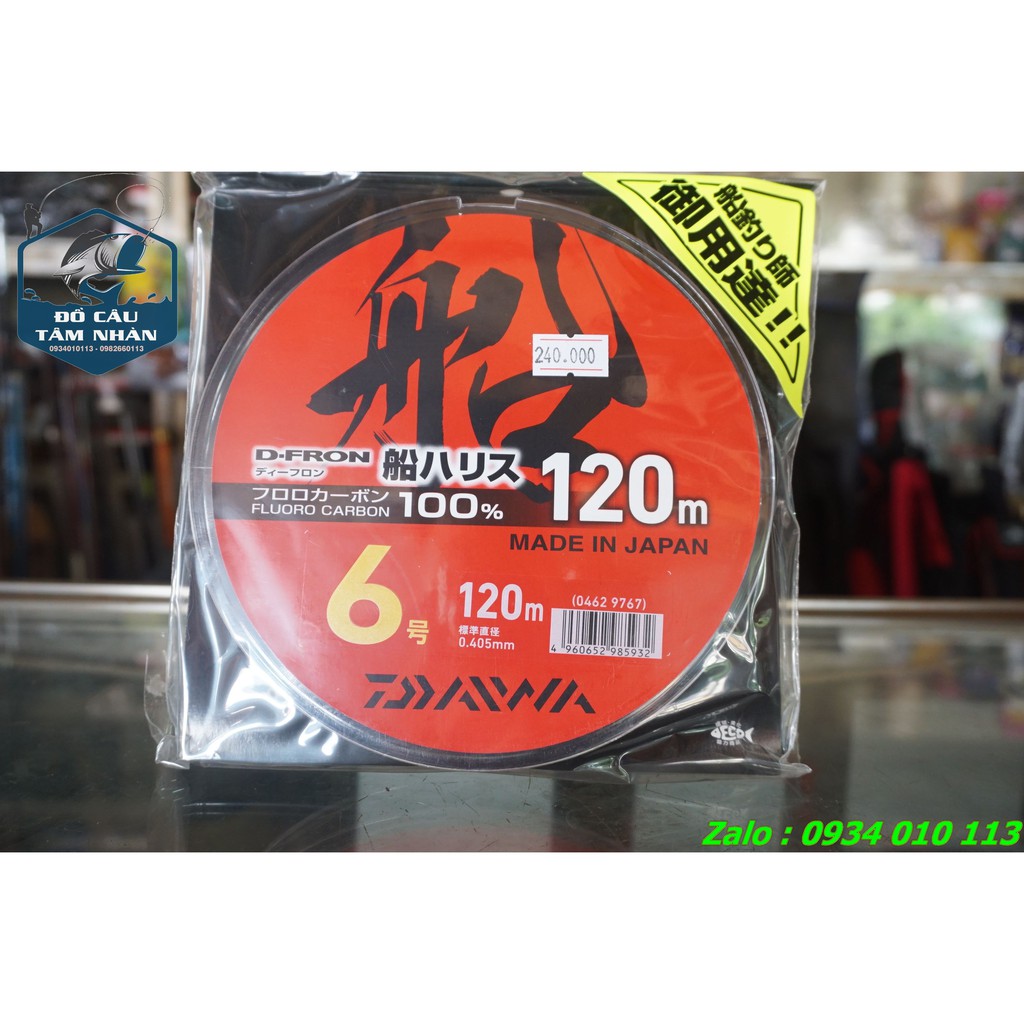 ĐỒ CÂU
TÂM NHÀN
0934010113 - 0982660113
船釣り師
御用達!!
船
240.000
D-FRON
ディーフロン
船ハリス 120m
フロロカーボン
FLUORO CARBON 100%
MADE IN JAPAN
6号
120m
標準直径
0.405mm
(0462 9767)
4 960652 985932
DAIWA
ECO
Zalo : 0934 010 113